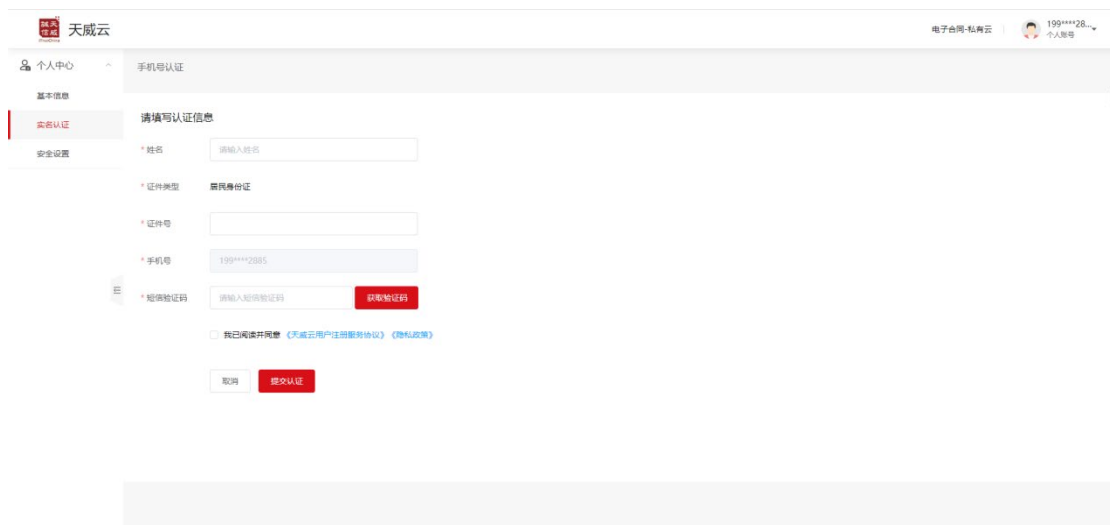 天威云
电子合同-私有云
199****28...
个人账号
个人中心
手机号认证
基本信息
实名认证
安全设置
请填写认证信息
* 姓名 请输入姓名
* 证件类型 居民身份证
* 证件号
* 手机号 199****2885
* 短信验证码 请输入短信验证码 获取验证码
我已阅读并同意 《天威云用户注册服务协议》 《隐私政策》
取消 提交认证